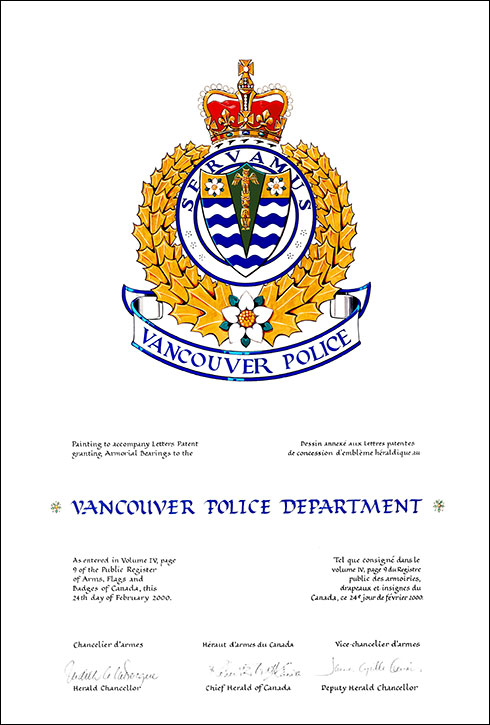 SERVAMUS
VANCOUVER POLICE
Painting to accompany Letters Patent
granting Armorial Bearings to the
Dessin annexé aux lettres patentes
de concession d'emblème héraldique au
VANCOUVER POLICE DEPARTMENT
As entered in Volume IV, page
9 of the Public Register
of Arms, Flags and
Badges of Canada, this
24th day of February 2000.
Tel que consigné dans le
volume IV, page 9 du Registre
public des armoiries,
drapeaux et insignes du
Canada, ce 24e jour de février 2000.
Chancelier d'armes
Héraut d'armes du Canada
Vice-chancelier d'armes
Herald Chancellor
Chief Herald of Canada
Deputy Herald Chancellor